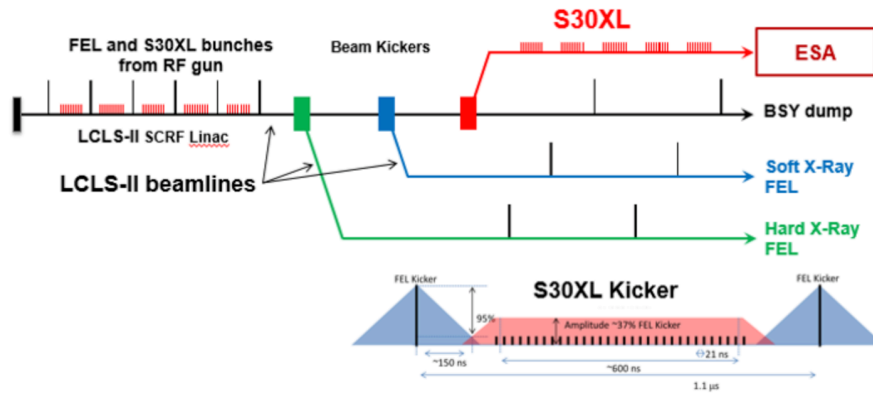 S30XL
FEL and S30XL bunches
from RF gun
Beam Kickers
ESA
BSY dump
LCLS-II SCRF Linac
LCLS-II beamlines
Soft X-Ray
FEL
Hard X-Ray
FEL
FEL Kicker
S30XL Kicker
FEL Kicker
95%
Amplitude ~37% FEL Kicker
21 ns
~150 ns
~600 ns
1.1 µs